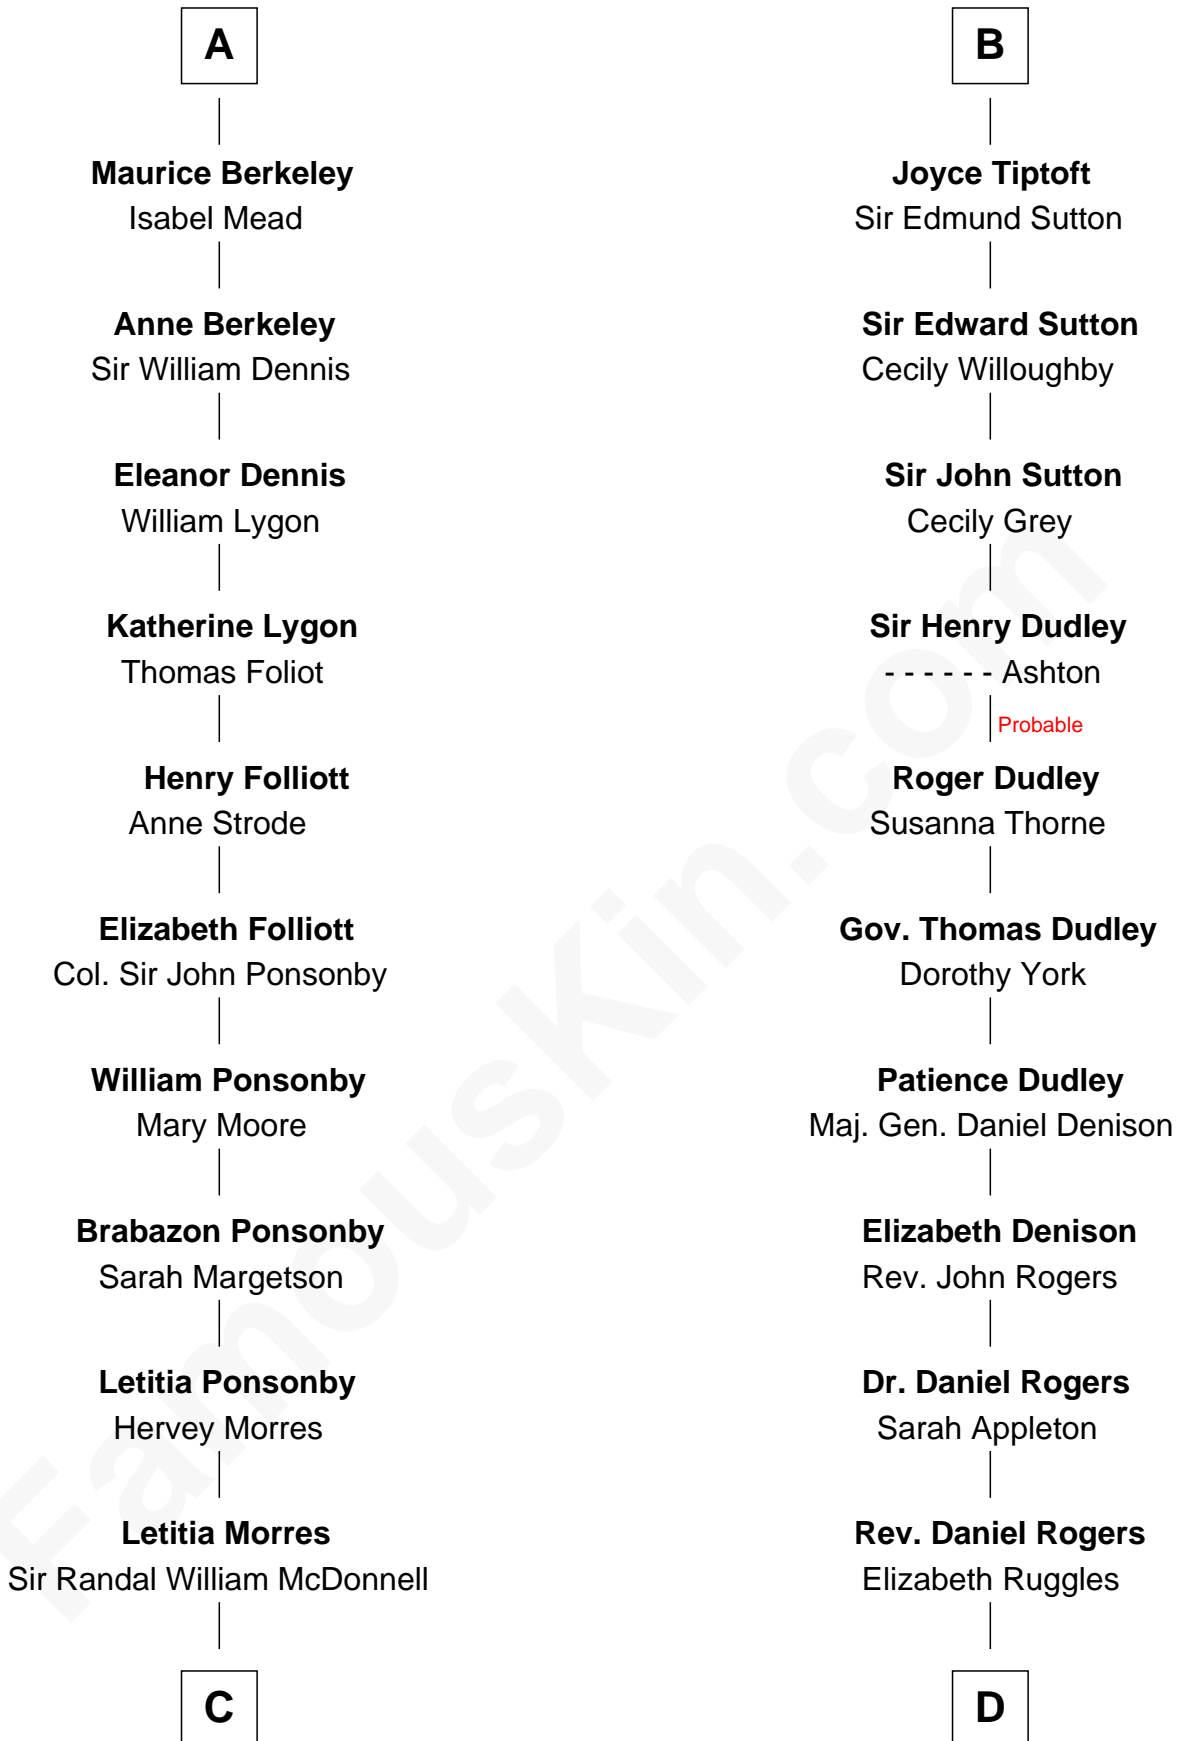 A
Maurice Berkeley
Isabel Mead
Anne Berkeley
Sir William Dennis
Eleanor Dennis
William Lygon
Katherine Lygon
Thomas Foliot
Henry Folliott
Anne Strode
Elizabeth Folliott
Col. Sir John Ponsonby
William Ponsonby
Mary Moore
Brabazon Ponsonby
Sarah Margetson
Letitia Ponsonby
Hervey Morres
Letitia Morres
Sir Randal William McDonnell
C
B
Joyce Tiptoft
Sir Edmund Sutton
Sir Edward Sutton
Cecily Willoughby
Sir John Sutton
Cecily Grey
Sir Henry Dudley
- - - - - - Ashton
Probable
Roger Dudley
Susanna Thorne
Gov. Thomas Dudley
Dorothy York
Patience Dudley
Maj. Gen. Daniel Denison
Elizabeth Denison
Rev. John Rogers
Dr. Daniel Rogers
Sarah Appleton
Rev. Daniel Rogers
Elizabeth Ruggles
D
FamousKin.com